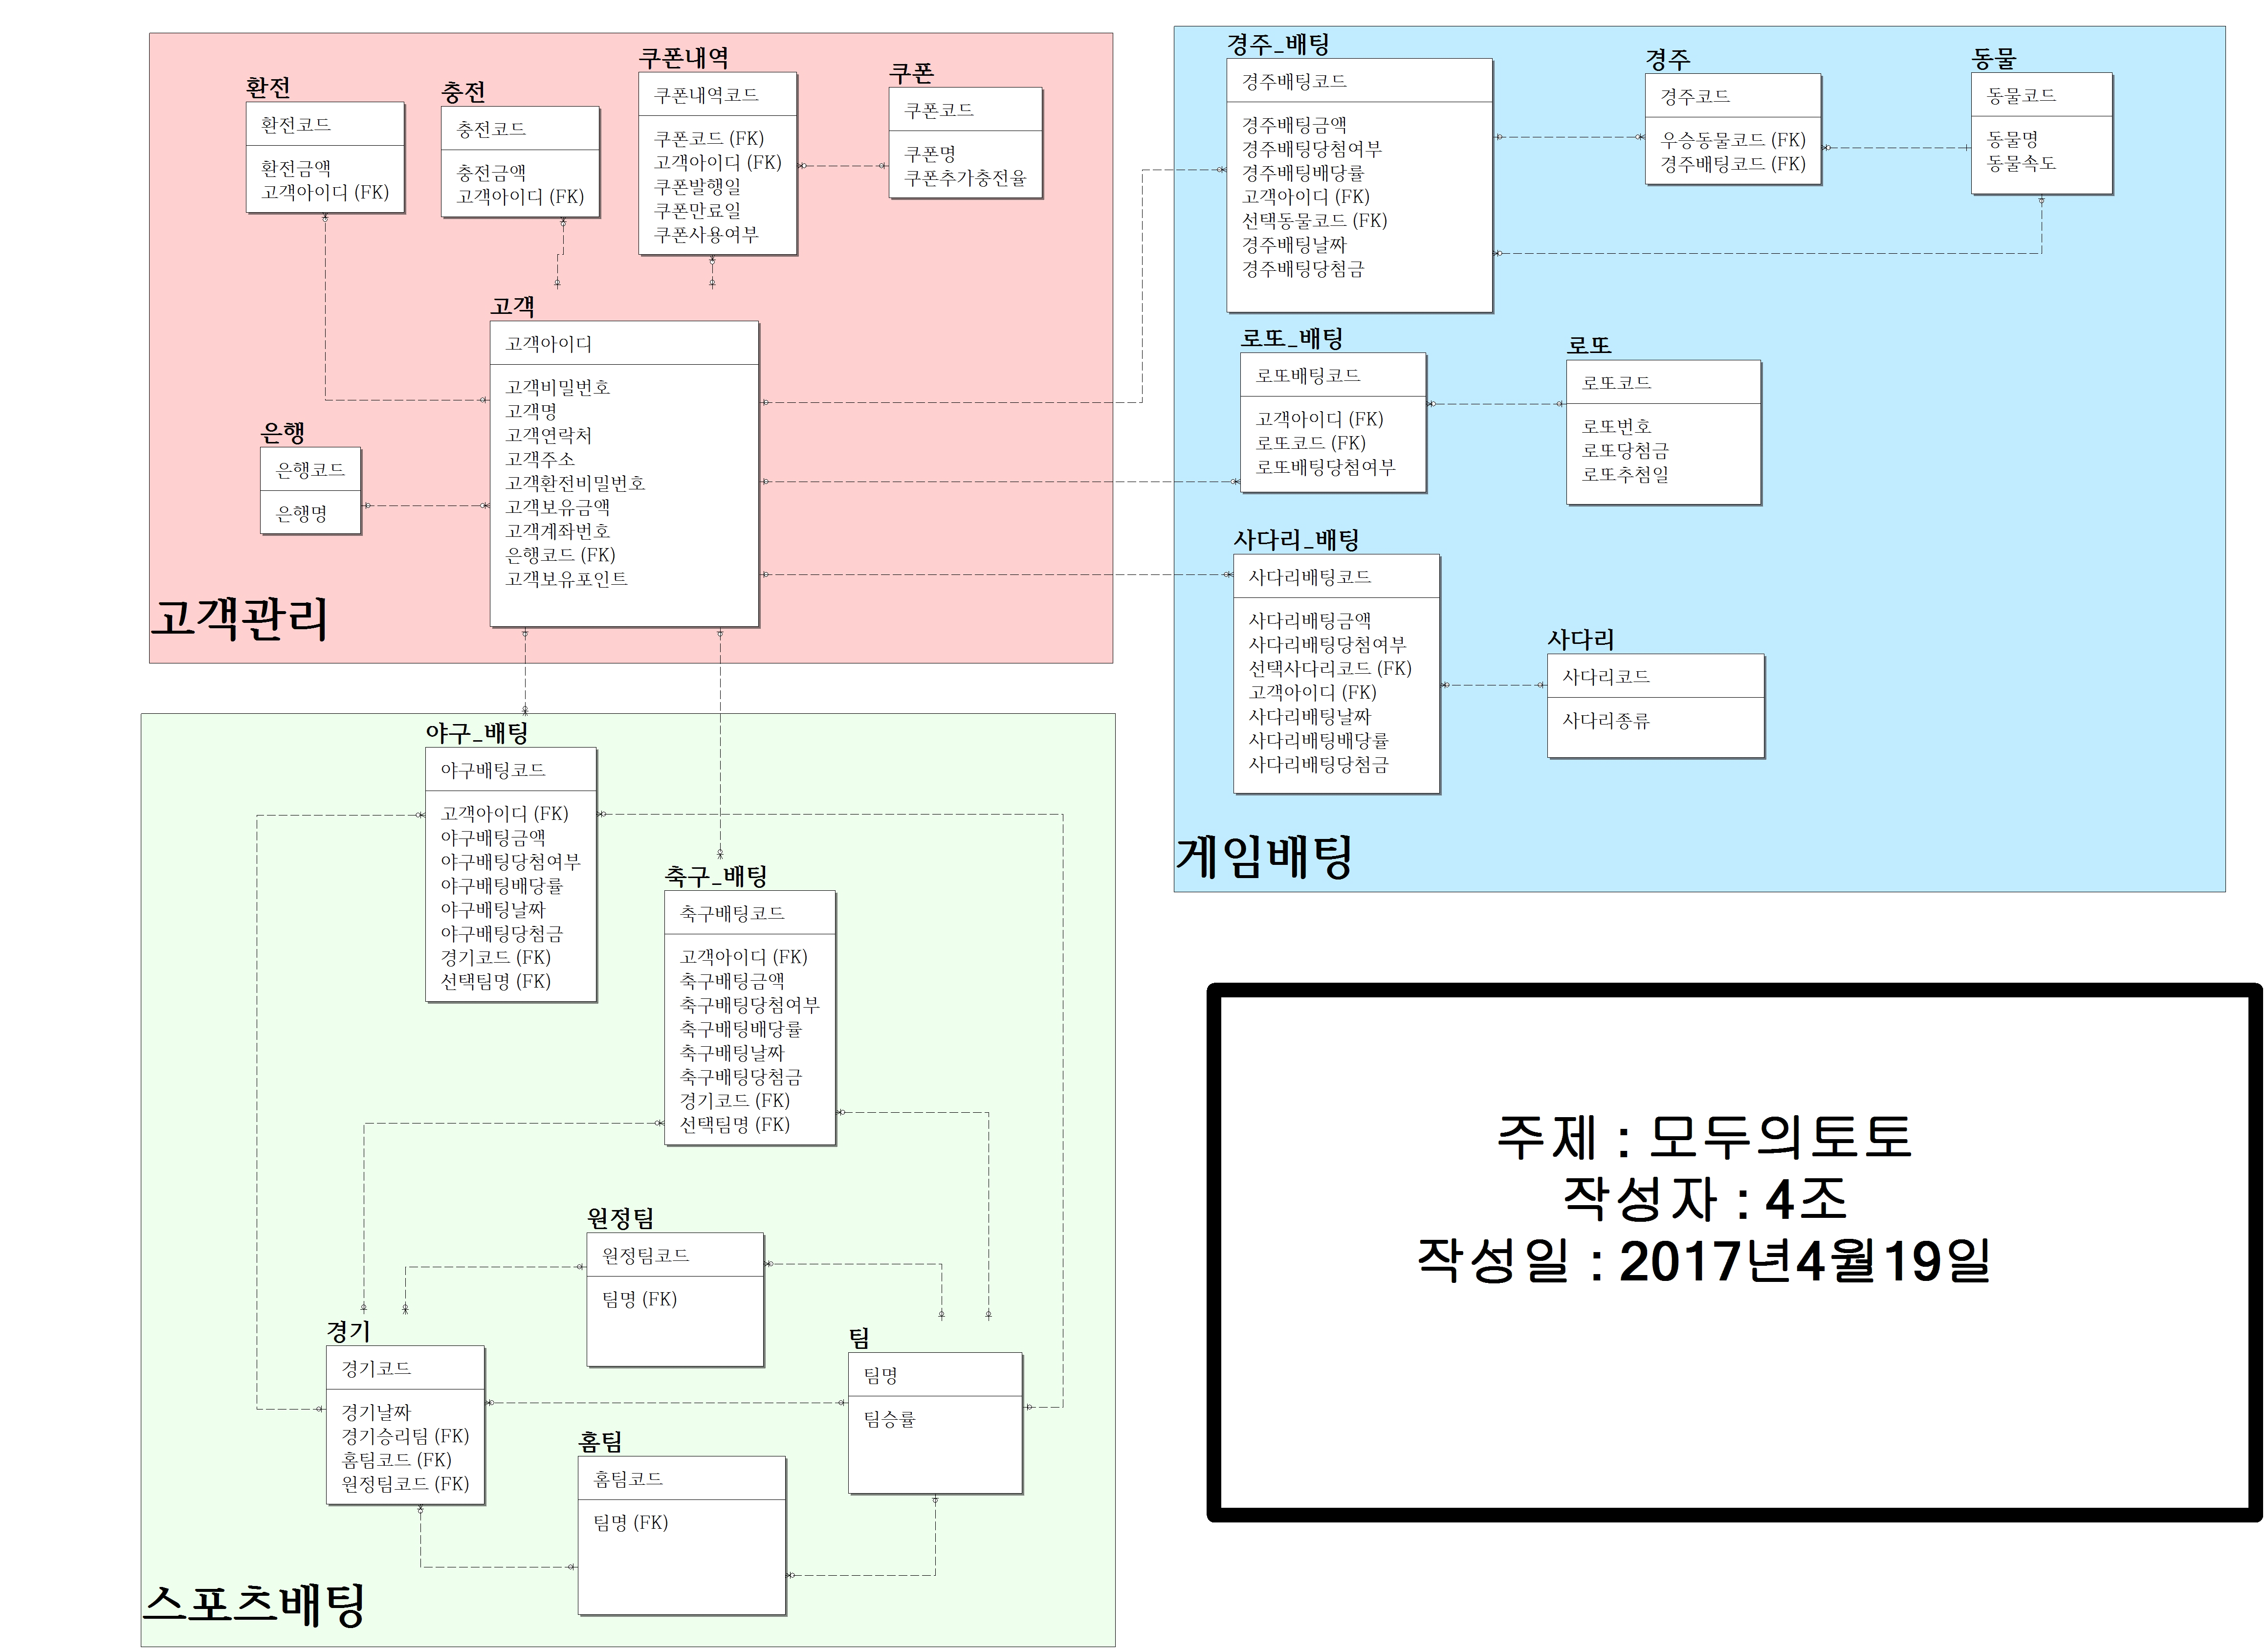 환전
환전코드
환전금액
고객아이디 (FK)
충전
충전코드
충전금액
고객아이디 (FK)
쿠폰내역
쿠폰내역코드
쿠폰코드 (FK)
고객아이디 (FK)
쿠폰발행일
쿠폰만료일
쿠폰사용여부
쿠폰
쿠폰코드
쿠폰명
쿠폰추가충전율
고객
고객아이디
고객비밀번호
고객명
고객연락처
고객주소
고객환전비밀번호
고객보유금액
고객계좌번호
은행코드 (FK)
고객보유포인트
은행
은행코드
은행명
고객관리
경주_배팅
경주배팅코드
경주배팅금액
경주배팅당첨여부
경주배팅배당률
고객아이디 (FK)
선택동물코드 (FK)
경주배팅날짜
경주배팅당첨금
경주
경주코드
우승동물코드 (FK)
경주배팅코드 (FK)
동물
동물코드
동물명
동물속도
로또_배팅
로또배팅코드
고객아이디 (FK)
로또코드 (FK)
로또배팅당첨여부
로또
로또코드
로또번호
로또당첨금
로또추첨일
사다리_배팅
사다리배팅코드
사다리배팅금액
사다리배팅당첨여부
선택사다리코드 (FK)
고객아이디 (FK)
사다리배팅날짜
사다리배팅배당률
사다리배팅당첨금
사다리
사다리코드
사다리종류
게임배팅
야구_배팅
야구배팅코드
고객아이디 (FK)
야구배팅금액
야구배팅당첨여부
야구배팅배당률
야구배팅날짜
야구배팅당첨금
경기코드 (FK)
선택팀명 (FK)
축구_배팅
축구배팅코드
고객아이디 (FK)
축구배팅금액
축구배팅당첨여부
축구배팅배당률
축구배팅날짜
축구배팅당첨금
경기코드 (FK)
선택팀명 (FK)
원정팀
원정팀코드
팀명 (FK)
경기
경기코드
경기날짜
경기승리팀 (FK)
홈팀코드 (FK)
원정팀코드 (FK)
팀
팀명
팀승률
홈팀
홈팀코드
팀명 (FK)
스포츠배팅
주제 : 모두의토토
작성자 : 4조
작성일 : 2017년4월19일